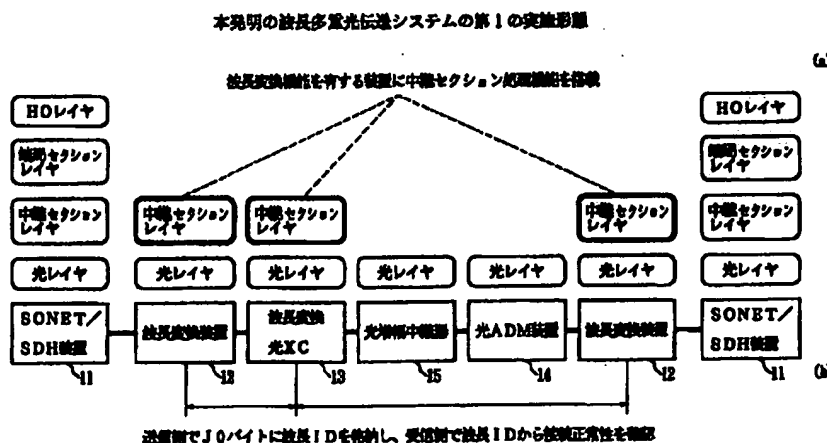 本発明の波長多重光伝送システムの第1の実施形態
(a)
波長変換機能を有する装置に中継セクション処理機能を搭載
HOレイヤ
HOレイヤ
端局セクション
レイヤ
端局セクション
レイヤ
中継セクション
レイヤ
中継セクション
レイヤ
中継セクション
レイヤ
中継セクション
レイヤ
中継セクション
レイヤ
光レイヤ
光レイヤ
光レイヤ
光レイヤ
光レイヤ
光レイヤ
光レイヤ
SONET/
SDH装置
波長変換装置
波長変換
光XC
光増幅中継器
光ADM装置
波長変換装置
SONET/
SDH装置
11
12
13
15
14
12
11
(b)
送信側でJ0バイトに波長IDを格納し、受信側で波長IDから接続正常性を確認